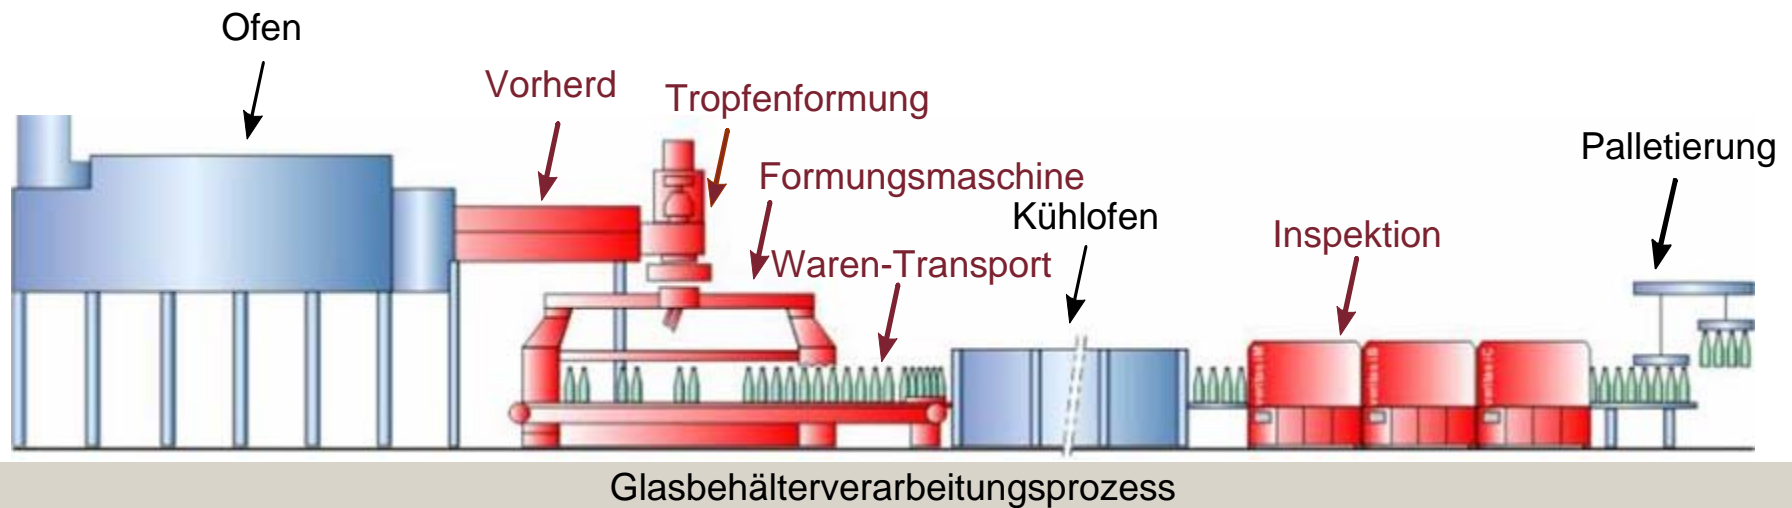 Ofen
Vorherd
Tropfenformung
Formungsmaschine
Kühlofen
Waren-Transport
Inspektion
Palletierung
Glasbehälterverarbeitungsprozess